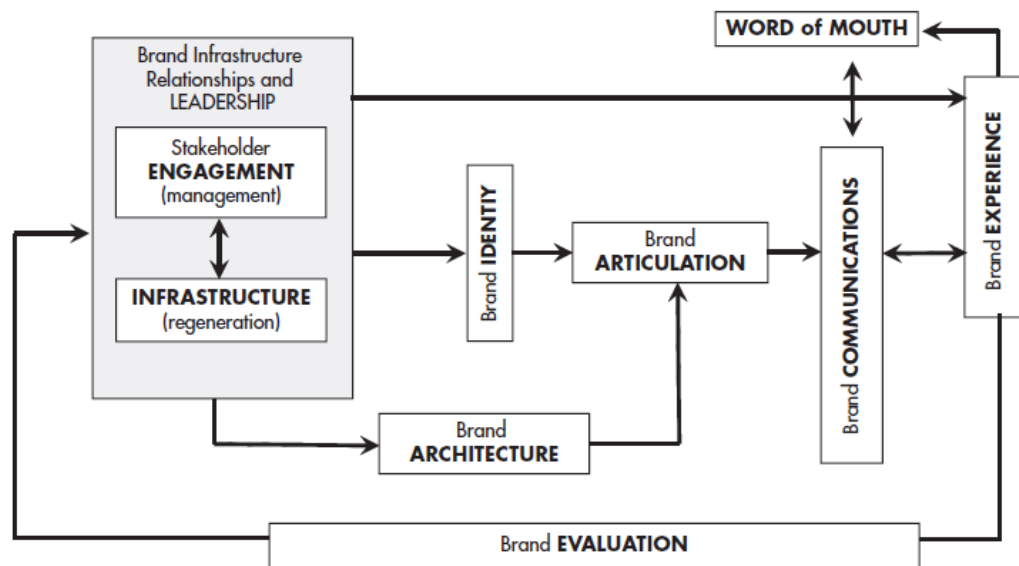 WORD of MOUTH
Brand Infrastructure
Relationships and
LEADERSHIP
Stakeholder
ENGAGEMENT
(management)
INFRASTRUCTURE
(regeneration)
Brand IDENTIY
Brand
ARTICULATION
Brand COMMUNICATIONS
Brand EXPERIENCE
Brand
ARCHITECTURE
Brand EVALUATION